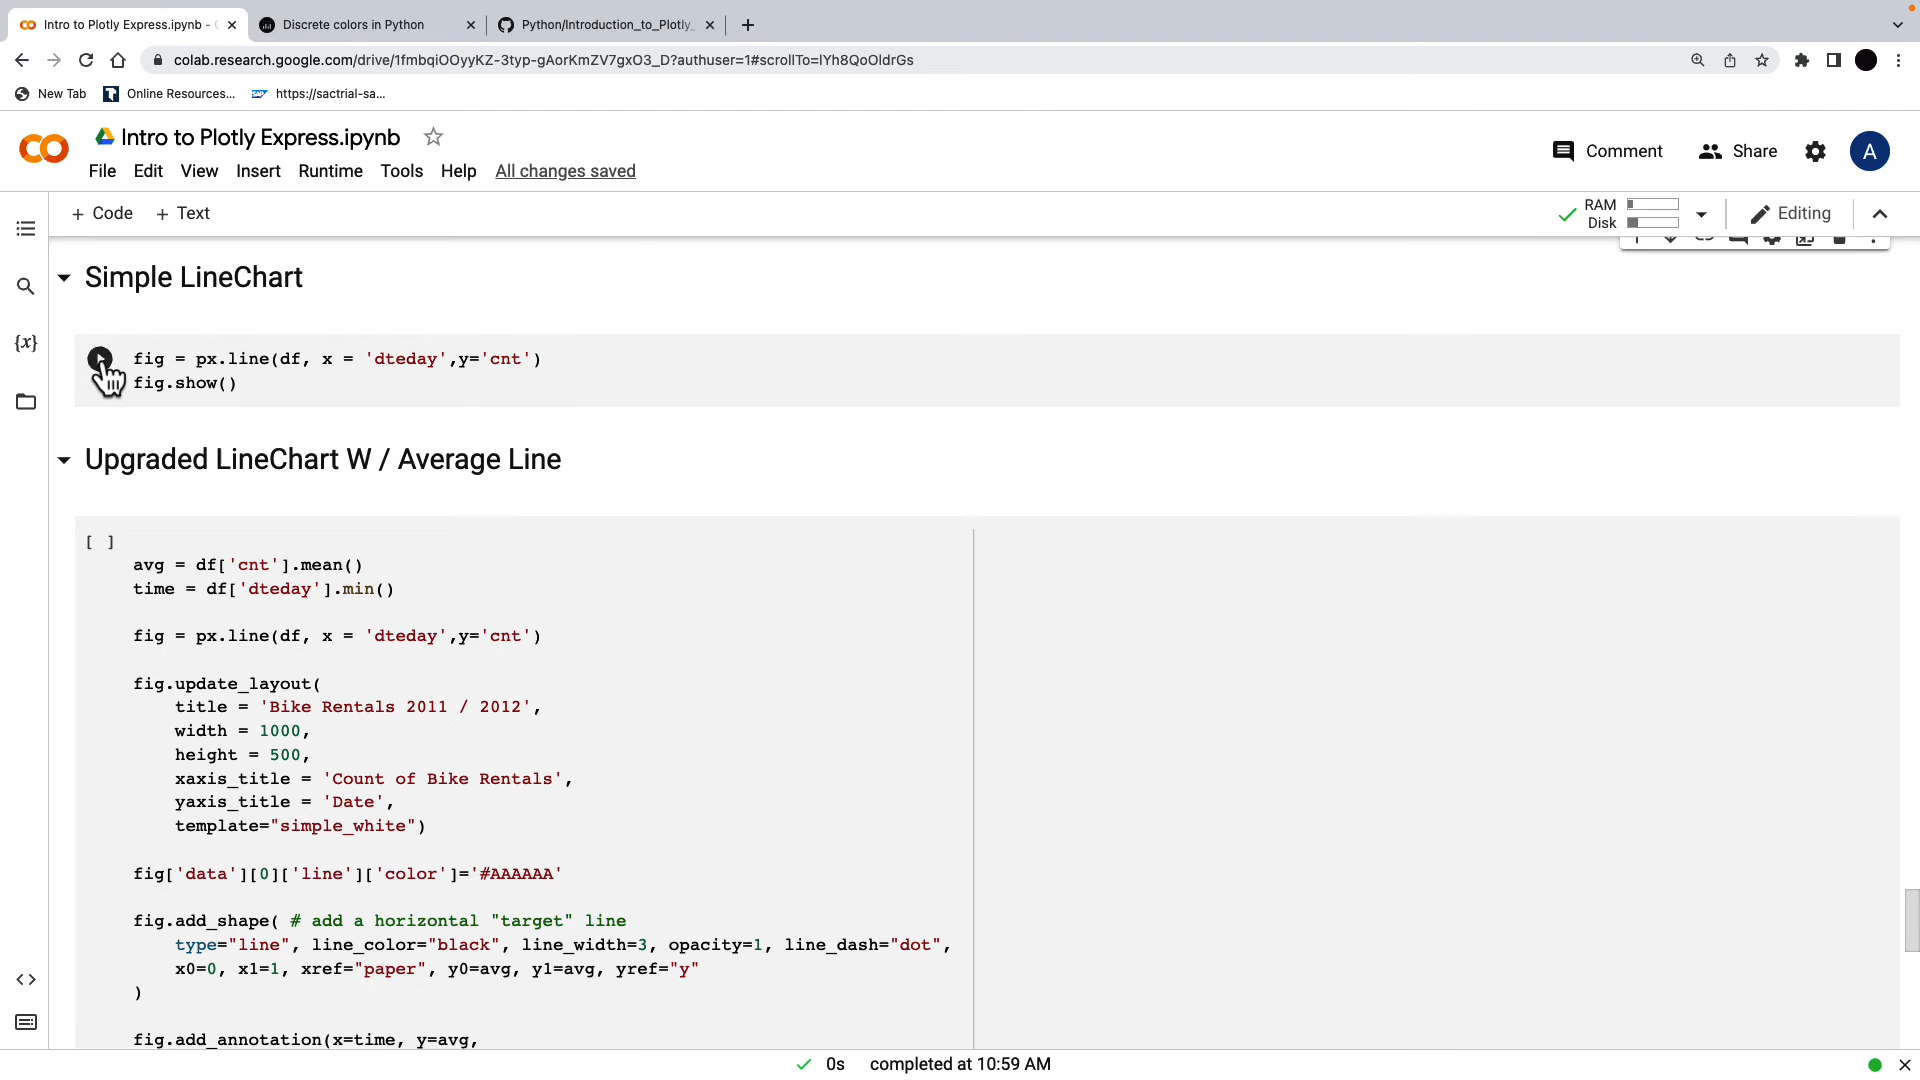 Intro to Plotly Express.ipynb -
Discrete colors in Python
Python/Introduction_to_Plotly_
colab.research.google.com/drive/1fmbqiOOyyKZ-3typ-gAorKmZV7gxO3_D?authuser=1#scrollTo=lYh8QoOldrGs
New Tab
Online Resources...
https://sactrial-sa...
Intro to Plotly Express.ipynb
File Edit View Insert Runtime Tools Help All changes saved
Comment
Share
A
+ Code + Text
RAM
Disk
Editing
Simple LineChart
{x}
fig = px.line(df, x = 'dteday',y='cnt')
fig.show()
Upgraded LineChart W / Average Line
[ ]
avg = df['cnt'].mean()
time = df['dteday'].min()
fig = px.line(df, x = 'dteday',y='cnt')
fig.update_layout(
title = 'Bike Rentals 2011 / 2012',
width = 1000,
height = 500,
xaxis_title = 'Count of Bike Rentals',
yaxis_title = 'Date',
template="simple_white")
fig['data'][0]['line']['color']='#AAAAAA'
fig.add_shape( # add a horizontal "target" line
type="line", line_color="black", line_width=3, opacity=1, line_dash="dot",
x0=0, x1=1, xref="paper", y0=avg, y1=avg, yref="y"
)
fig.add_annotation(x=time, y=avg,
0s completed at 10:59 AM